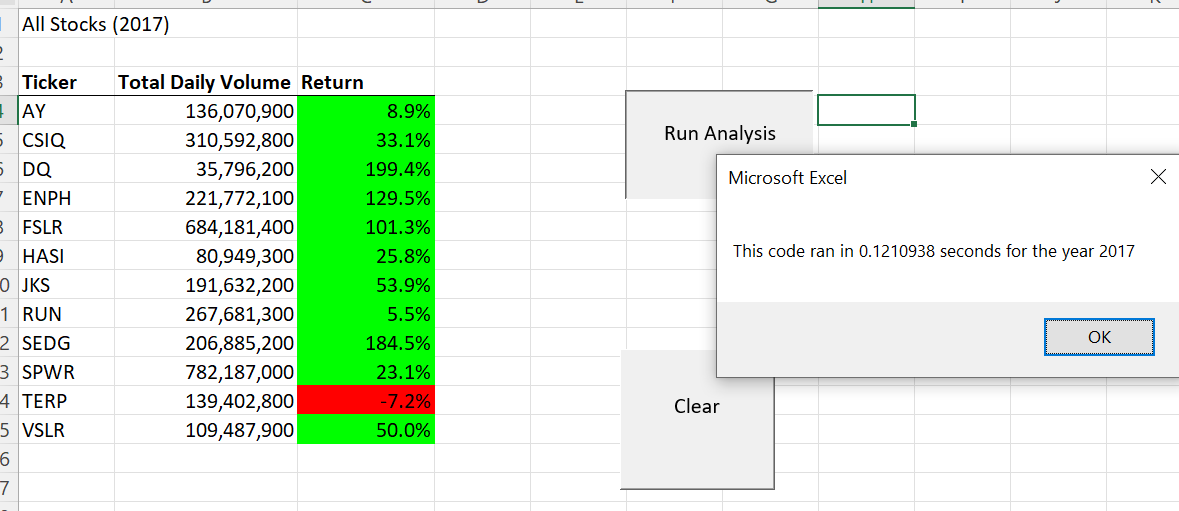 All Stocks (2017)
Ticker Total Daily Volume Return
AY 136,070,900 8.9%
CSIQ 310,592,800 33.1%
DQ 35,796,200 199.4%
ENPH 221,772,100 129.5%
FSLR 684,181,400 101.3%
HASI 80,949,300 25.8%
JKS 191,632,200 53.9%
RUN 267,681,300 5.5%
SEDG 206,885,200 184.5%
SPWR 782,187,000 23.1%
TERP 139,402,800 -7.2%
VSLR 109,487,900 50.0%
Run Analysis
Microsoft Excel
This code ran in 0.1210938 seconds for the year 2017
OK
Clear